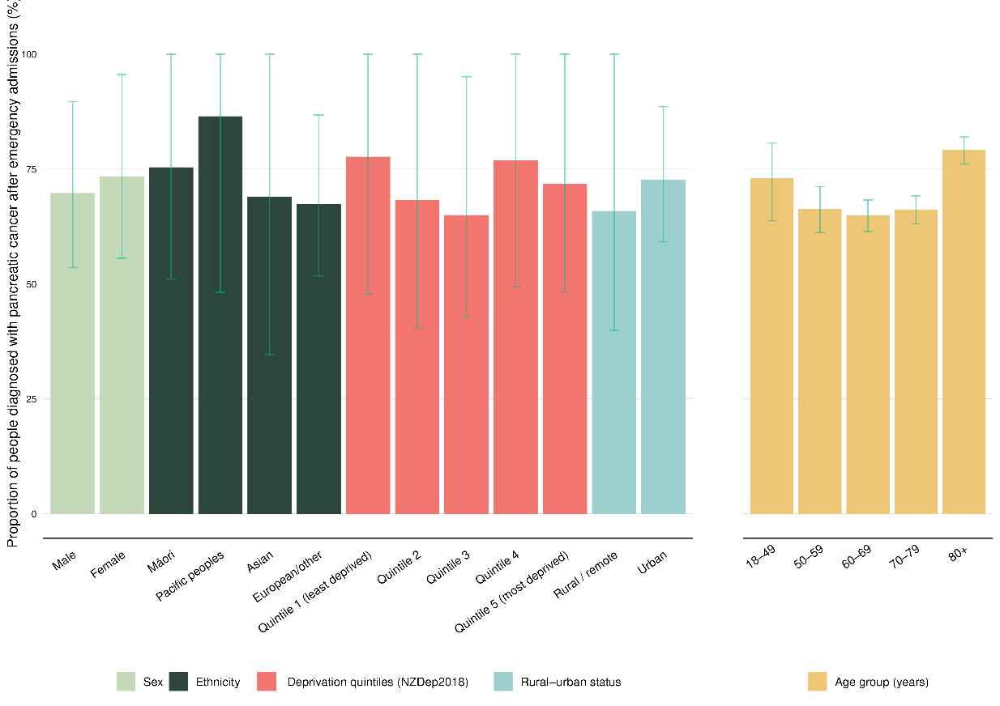 Proportion of people diagnosed with pancreatic cancer after emergency admissions (%)
100
75
50
25
0
Male
Female
Māori
Pacific peoples
Asian
European/other
Quintile 1 (least deprived)
Quintile 2
Quintile 3
Quintile 4
Quintile 5 (most deprived)
Rural / remote
Urban
18–49
50–59
60–69
70–79
80+
Sex
Ethnicity
Deprivation quintiles (NZDep2018)
Rural–urban status
Age group (years)